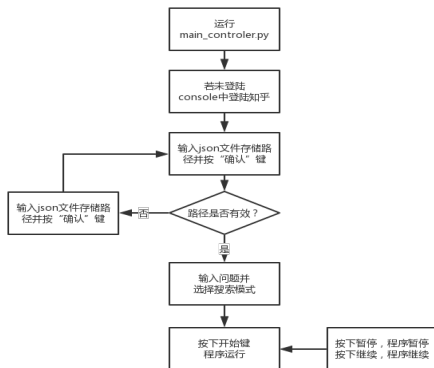 运行
main_controler.py
若未登陆
console中登陆知乎
输入json文件存储路
径并按“确认”键
输入json文件存储路
径并按“确认”键
否
路径是否有效？
是
输入问题并
选择搜索模式
按下开始键
程序运行
按下暂停，程序暂停
按下继续，程序继续